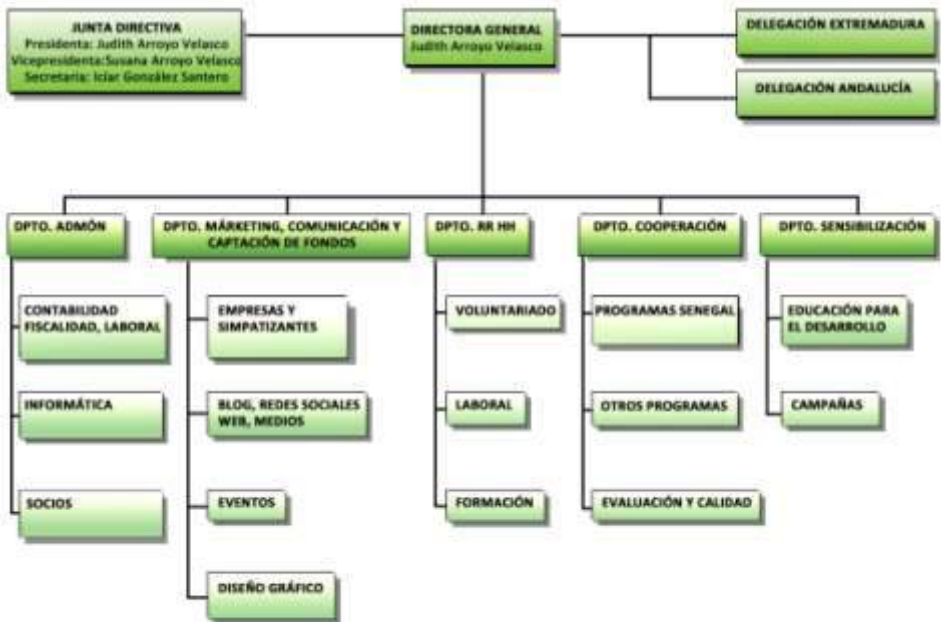 JUNTA DIRECTIVA
Presidenta: Judith Arroyo Velasco
Vicepresidenta:Susana Arroyo Velasco
Secretaria: Iciar González Santero
DIRECTORA GENERAL
Judith Arroyo Velasco
DELEGACIÓN EXTREMADURA
DELEGACIÓN ANDALUCÍA
DPTO. ADMÓN
CONTABILIDAD
FISCALIDAD, LABORAL
INFORMÁTICA
SOCIOS
DPTO. MÁRKETING, COMUNICACIÓN Y
CAPTACIÓN DE FONDOS
EMPRESAS Y
SIMPATIZANTES
BLOG, REDES SOCIALES
WEB, MEDIOS
EVENTOS
DISEÑO GRÁFICO
DPTO. RR HH
VOLUNTARIADO
LABORAL
FORMACIÓN
DPTO. COOPERACIÓN
PROGRAMAS SENEGAL
OTROS PROGRAMAS
EVALUACIÓN Y CALIDAD
DPTO. SENSIBILIZACIÓN
EDUCACIÓN PARA
EL DESARROLLO
CAMPAÑAS